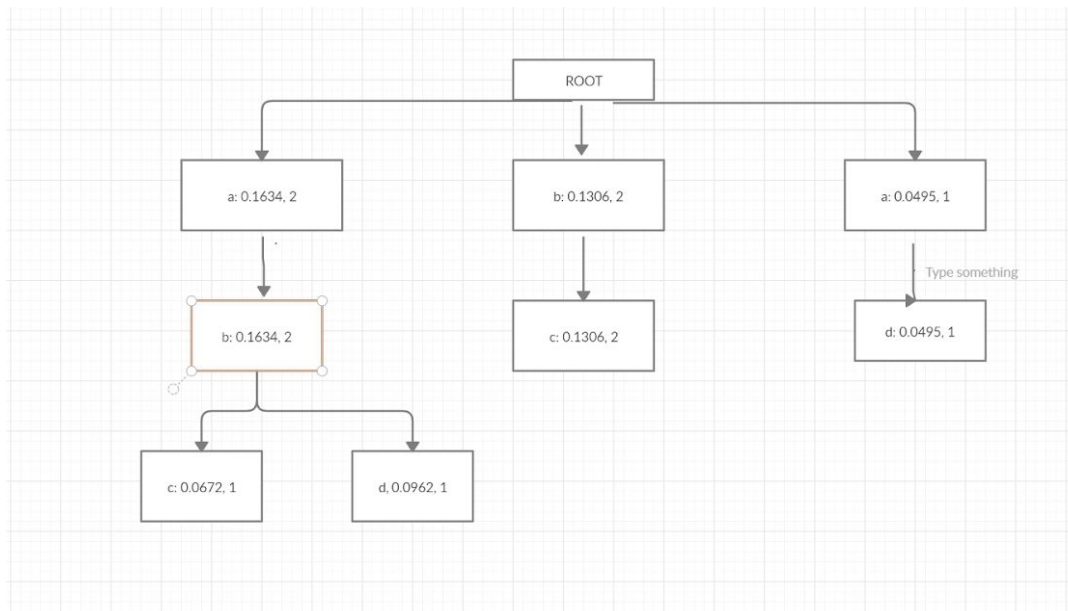 ROOT
a: 0.1634, 2
b: 0.1306, 2
a: 0.0495, 1
Type something
b: 0.1634, 2
c: 0.1306, 2
d: 0.0495, 1
c: 0.0672, 1
d, 0.0962, 1